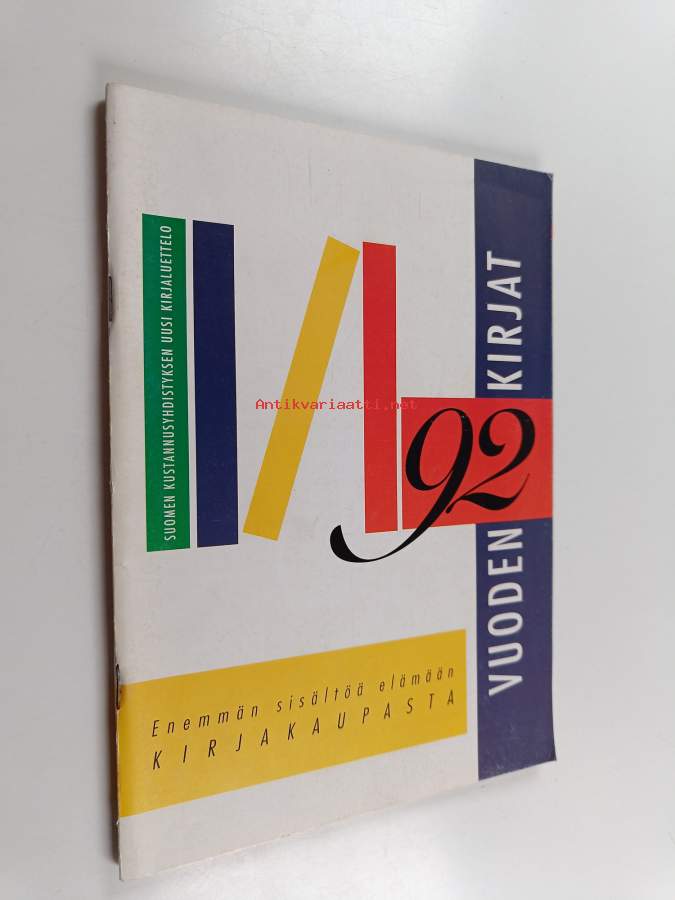 SUOMEN KUSTANNUSYHDISTYKSEN UUSI KIRJALUETTELO
VUODEN 92 KIRJAT
Antikvariaatti.net
Enemmän sisältöä elämään
KIRJAKAUPASTA